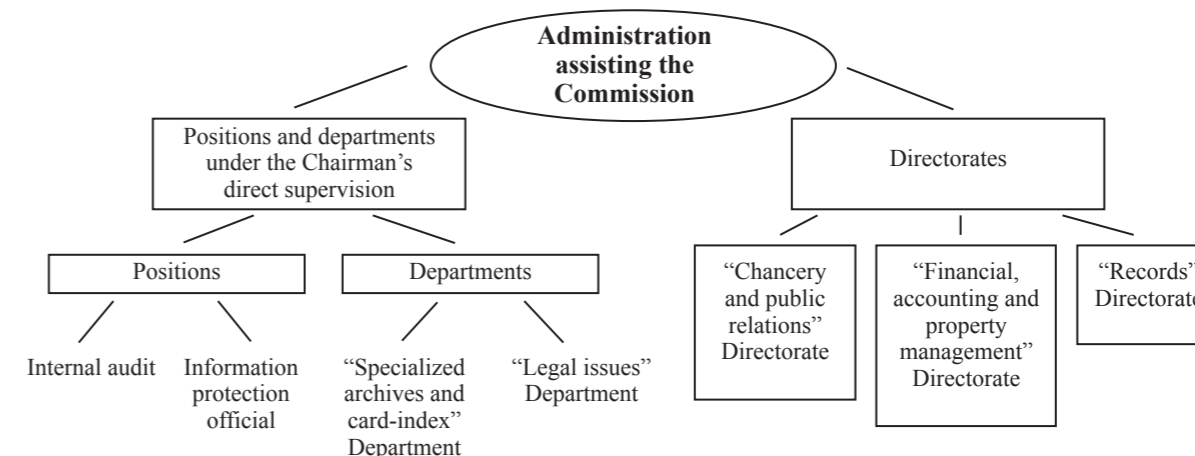 Administration
assisting the
Commission
Positions and departments
under the Chairman’s
direct supervision
Directorates
Positions
Departments
“Chancery
and public
relations”
Directorate
“Financial,
accounting and
property
management”
Directorate
“Records”
Directorate
Internal audit
Information
protection
official
“Specialized
archives and
card-index”
Department
“Legal issues”
Department